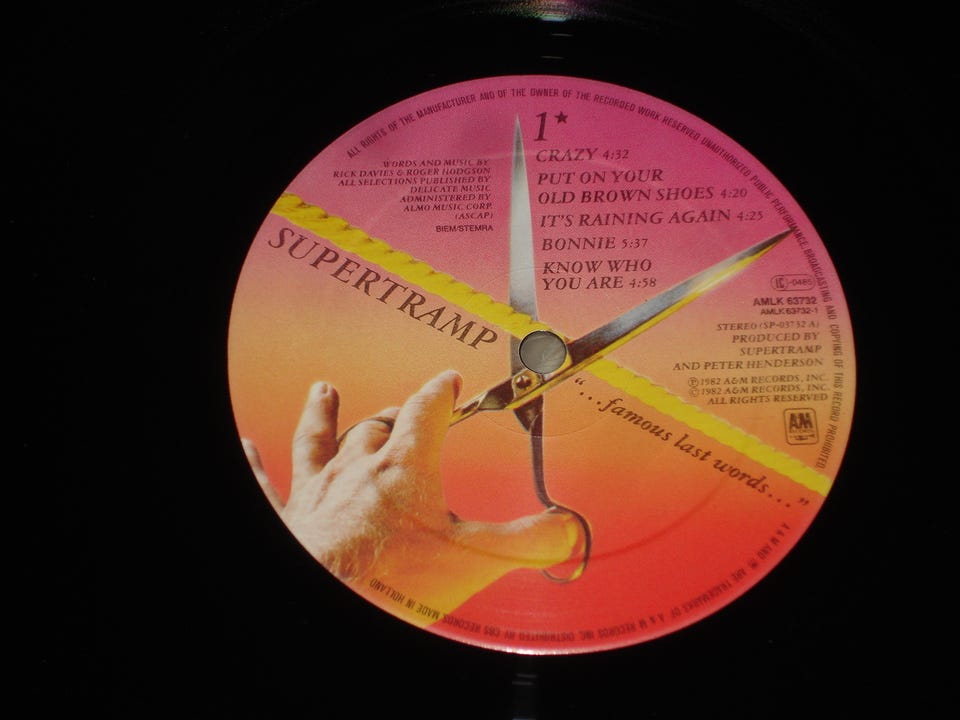 ALL RIGHTS OF THE MANUFACTURER AND OF THE OWNER OF THE RECORDED WORK RESERVED UNAUTHORIZED PUBLIC PERFORMANCE, BROADCASTING AND COPYING OF THIS RECORD PROHIBITED
WORDS AND MUSIC BY
RICK DAVIES & ROGER HODGSON
ALL SELECTIONS PUBLISHED BY
DELICATE MUSIC
ADMINISTERED BY
ALMO MUSIC CORP.
(ASCAP)
BIEM/STEMRA
1★
CRAZY 4:32
PUT ON YOUR
OLD BROWN SHOES 4:20
IT'S RAINING AGAIN 4:25
BONNIE 5:37
KNOW WHO
YOU ARE 4:58
SUPERTRAMP
LC-0485
AMLK 63732
AMLK 63732-1
STEREO (SP-03732 A)
PRODUCED BY
SUPERTRAMP
AND PETER HENDERSON
℗ 1982 A&M RECORDS, INC.
© 1982 A&M RECORDS, INC.
ALL RIGHTS RESERVED
A&M
RECORDS
"...famous last words..."
A & M AND ARE TRADEMARKS OF A & M RECORDS INC. DISTRIBUTED BY CBS RECORDS MADE IN HOLLAND